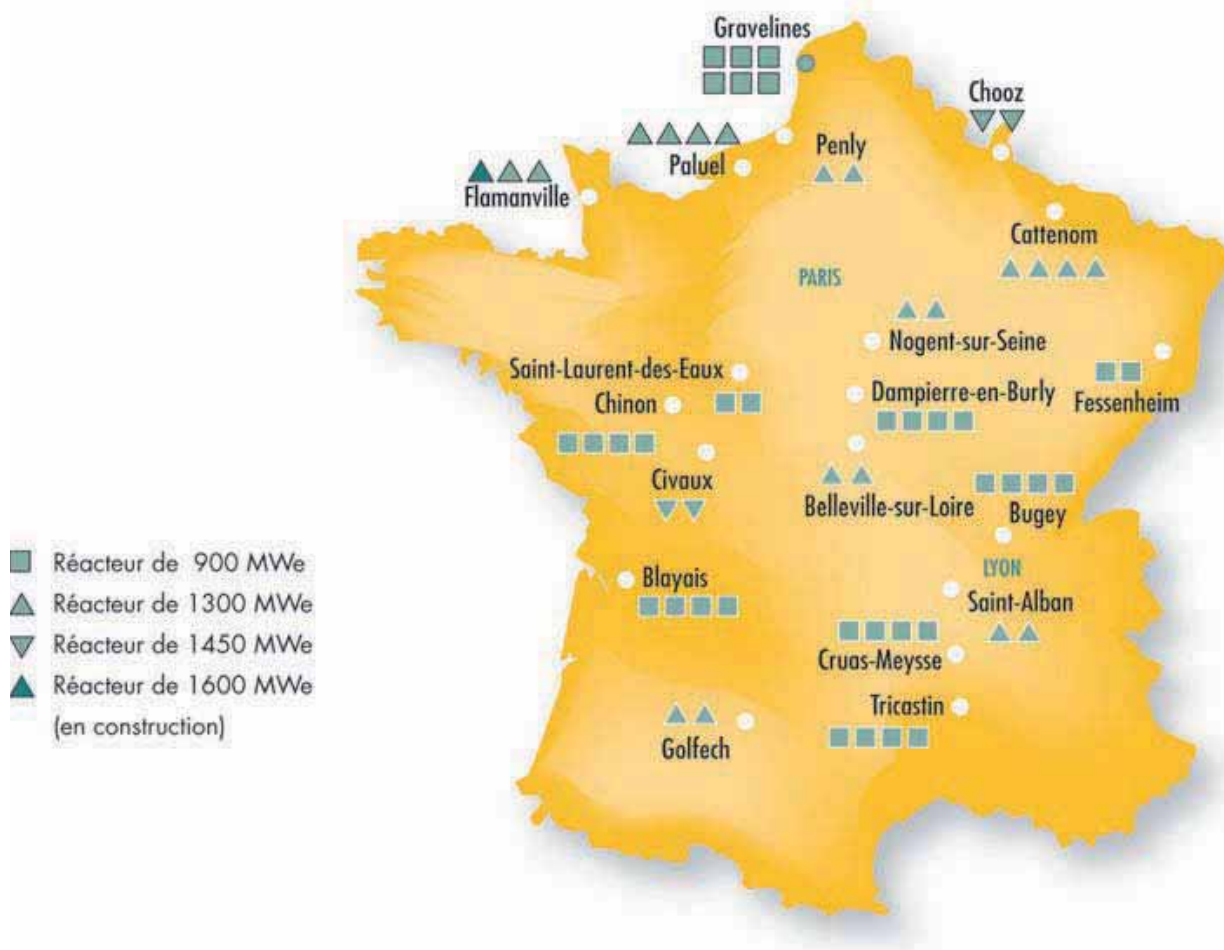 Gravelines
Chooz
Penly
Paluel
Flamanville
Cattenom
PARIS
Nogent-sur-Seine
Saint-Laurent-des-Eaux
Dampierre-en-Burly
Fessenheim
Chinon
Civaux
Belleville-sur-Loire
Bugey
LYON
Blayais
Saint-Alban
Cruas-Meysse
Tricastin
Golfech
Réacteur de 900 MWe
Réacteur de 1300 MWe
Réacteur de 1450 MWe
Réacteur de 1600 MWe
(en construction)